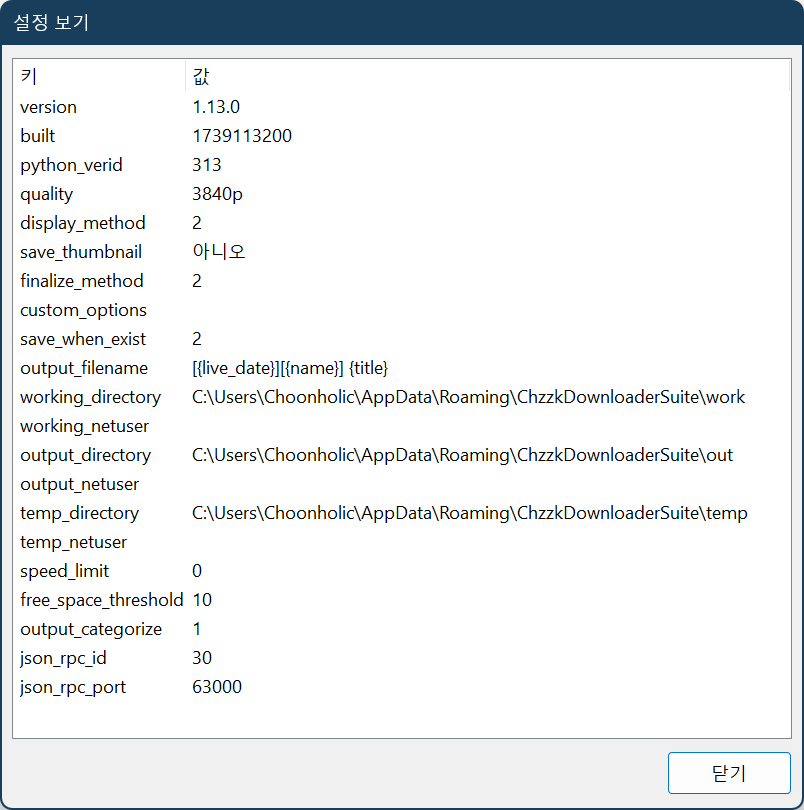 설정 보기
키 값
version 1.13.0
built 1739113200
python_verid 313
quality 3840p
display_method 2
save_thumbnail 아니오
finalize_method 2
custom_options
save_when_exist 2
output_filename [{live_date}][{name}] {title}
working_directory C:\Users\Choonholic\AppData\Roaming\ChzzkDownloaderSuite\work
working_netuser
output_directory C:\Users\Choonholic\AppData\Roaming\ChzzkDownloaderSuite\out
output_netuser
temp_directory C:\Users\Choonholic\AppData\Roaming\ChzzkDownloaderSuite\temp
temp_netuser
speed_limit 0
free_space_threshold 10
output_categorize 1
json_rpc_id 30
json_rpc_port 63000
닫기